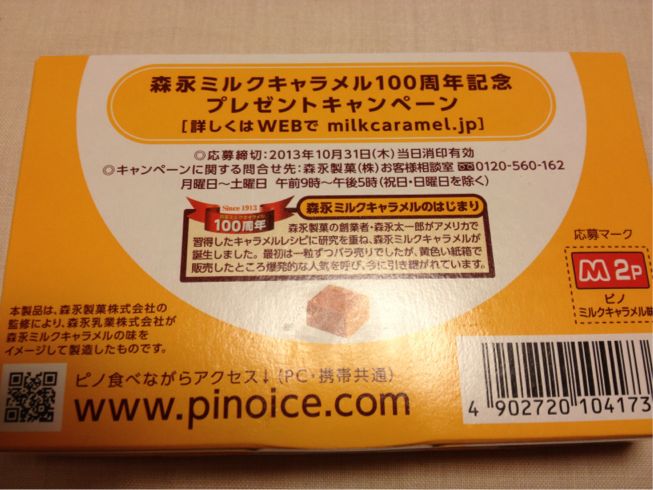 森永ミルクキャラメル100周年記念
プレゼントキャンペーン
[詳しくはWEBで milkcaramel.jp]
◎応募締切:2013年10月31日(木)当日消印有効
◎キャンペーンに関する問合せ先:森永製菓(株)お客様相談室 0120-560-162
月曜日〜土曜日 午前9時〜午後5時(祝日・日曜日を除く)
Since 1913
森永ミルクキャラメル
100周年
森永ミルクキャラメルのはじまり
森永製菓の創業者・森永太一郎がアメリカで
習得したキャラメルレシピに研究を重ね、森永ミルクキャラメルが
誕生しました。最初は一粒ずつバラ売りでしたが、黄色い紙箱で
販売したところ爆発的な人気を呼び、今に引き継がれています。
応募マーク
M 2P
ピノ
ミルクキャラメル味
本製品は、森永製菓株式会社の
監修により、森永乳業株式会社が
森永ミルクキャラメルの味を
イメージして製造したものです。
ピノ食べながらアクセス↓(PC・携帯共通)
www.pinoice.com
4 902720 104173